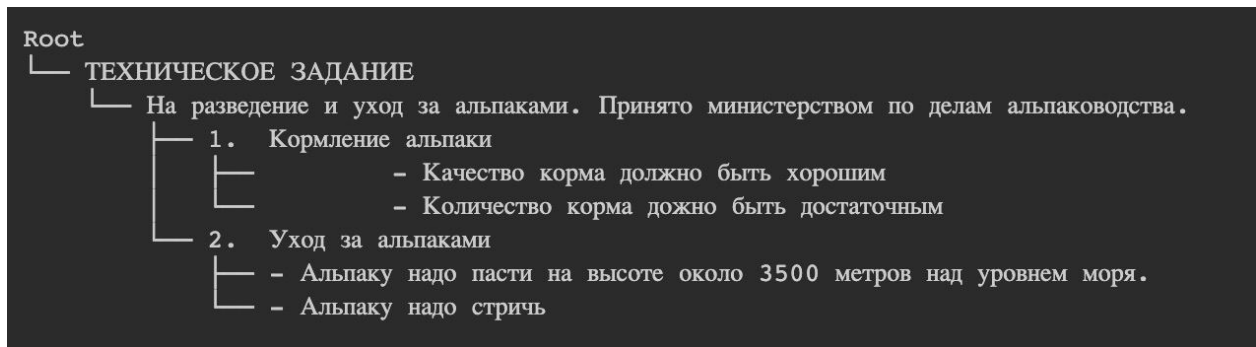 Root
ТЕХНИЧЕСКОЕ ЗАДАНИЕ
На разведение и уход за альпаками. Принято министерством по делам альпаководства.
1. Кормление альпаки
- Качество корма должно быть хорошим
- Количество корма дожно быть достаточным
2. Уход за альпаками
- Альпаку надо пасти на высоте около 3500 метров над уровнем моря.
- Альпаку надо стричь